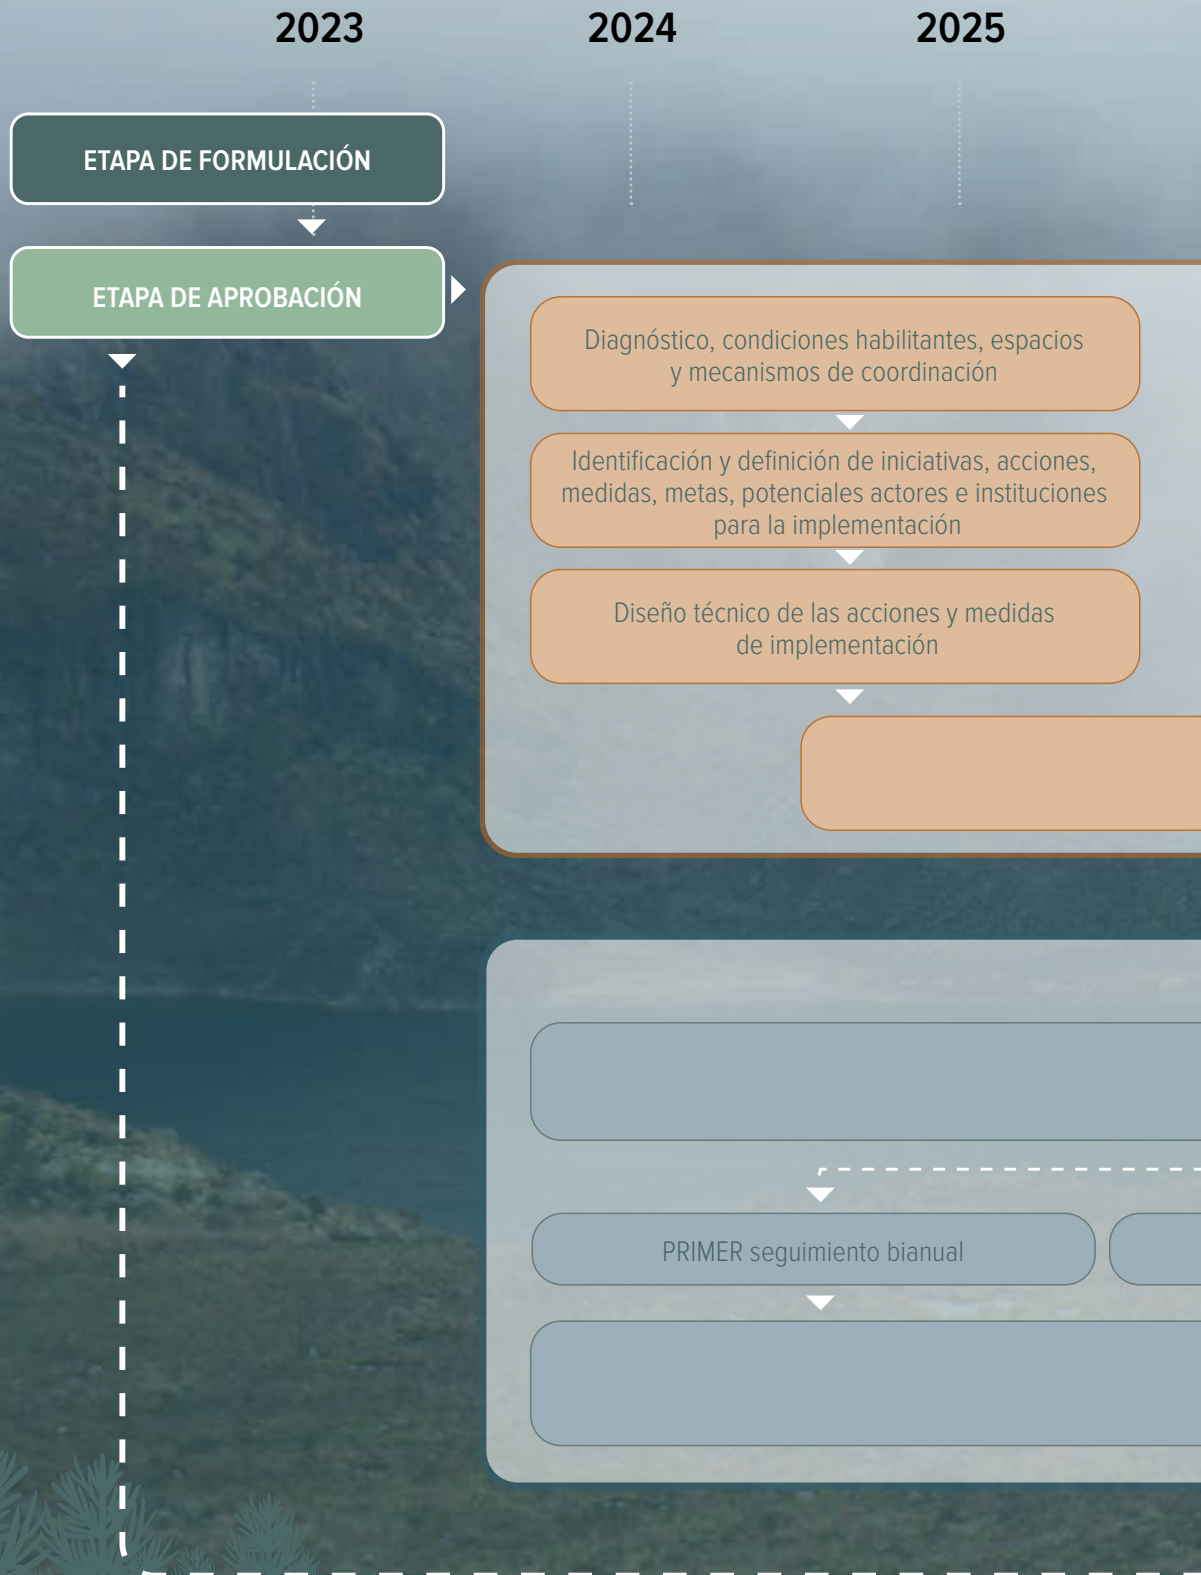 2023
2024
2025
ETAPA DE FORMULACIÓN
ETAPA DE APROBACIÓN
Diagnóstico, condiciones habilitantes, espacios
y mecanismos de coordinación
Identificación y definición de iniciativas, acciones,
medidas, metas, potenciales actores e instituciones
para la implementación
Diseño técnico de las acciones y medidas
de implementación
PRIMER seguimiento bianual